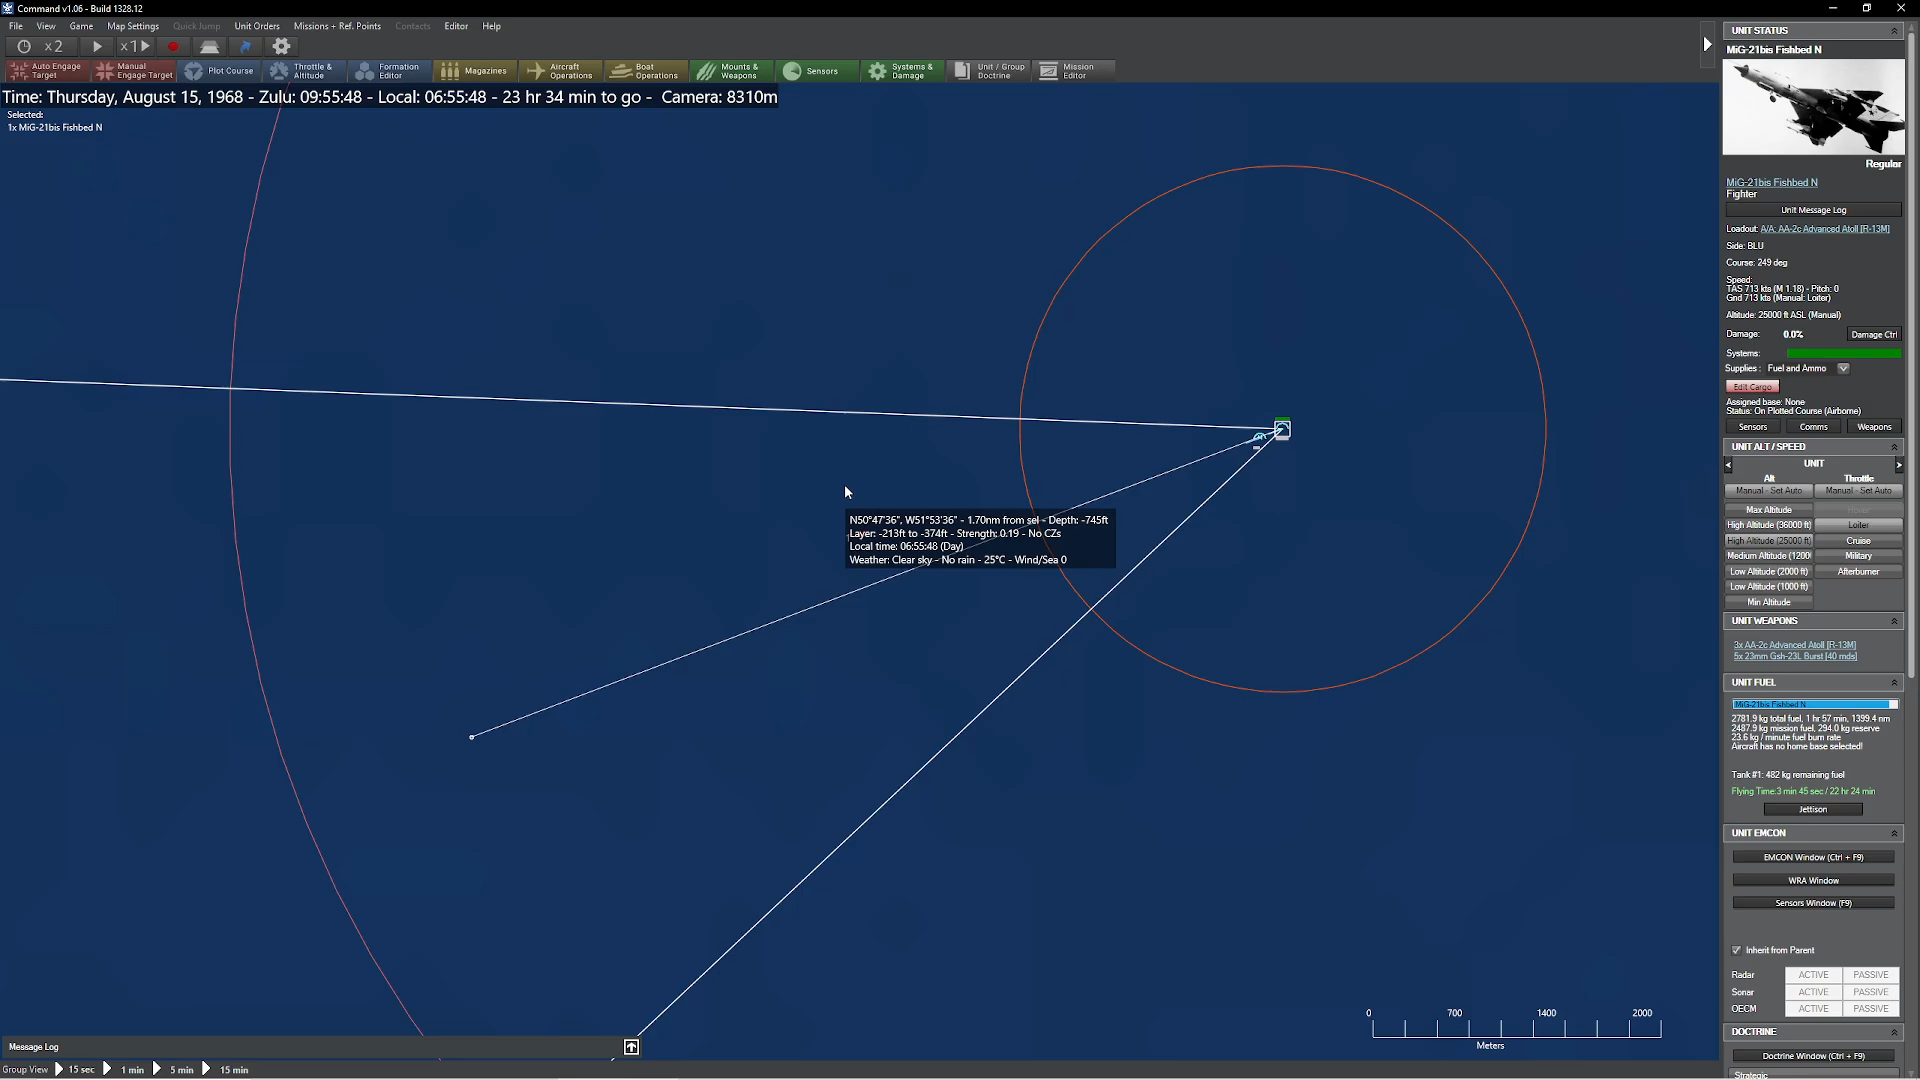 Command v1.06 - Build 1328.12
File View Game Map Settings Quick Jump Unit Orders Missions + Ref. Points Contacts Editor Help
x 2 x1
Auto Engage Target
Manual Engage Target
Plot Course
Throttle & Altitude
Formation Editor
Magazines
Aircraft Operations
Boat Operations
Mounts & Weapons
Sensors
Systems & Damage
Unit / Group Doctrine
Mission Editor
Time: Thursday, August 15, 1968 - Zulu: 09:55:48 - Local: 06:55:48 - 23 hr 34 min to go - Camera: 8310m
Selected:
1x MiG-21bis Fishbed N
N50°47'36", W51°53'36" - 1.70nm from sel - Depth: -745ft
Layer: -213ft to -374ft - Strength: 0.19 - No CZs
Local time: 06:55:48 (Day)
Weather: Clear sky - No rain - 25°C - Wind/Sea 0
0 700 1400 2000
Meters
Message Log
Group View 15 sec 1 min 5 min 15 min
UNIT STATUS
MiG-21bis Fishbed N
Regular
MiG-21bis Fishbed N
Fighter
Unit Message Log
Loadout: A/A: AA-2c Advanced Atoll [R-13M]
Side: BLU
Course: 249 deg
Speed:
TAS 713 kts (M 1.18) - Pitch: 0
Gnd 713 kts (Manual: Loiter)
Altitude: 25000 ft ASL (Manual)
Damage: 0.0% Damage Ctrl
Systems:
Supplies : Fuel and Ammo
Edit Cargo
Assigned base: None
Status: On Plotted Course (Airborne)
Sensors Comms Weapons
UNIT ALT / SPEED
UNIT
Alt Throttle
Manual - Set Auto Manual - Set Auto
Max Altitude Hover
High Altitude (36000 ft) Loiter
High Altitude (25000 ft) Cruise
Medium Altitude (1200 Military
Low Altitude (2000 ft) Afterburner
Low Altitude (1000 ft)
Min Altitude
UNIT WEAPONS
3x AA-2c Advanced Atoll [R-13M]
5x 23mm Gsh-23L Burst [40 rnds]
UNIT FUEL
MiG-21bis Fishbed N
2781.9 kg total fuel, 1 hr 57 min, 1399.4 nm
2487.9 kg mission fuel, 294.0 kg reserve
23.6 kg / minute fuel burn rate
Aircraft has no home base selected!
Tank #1: 482 kg remaining fuel
Flying Time:3 min 45 sec / 22 hr 24 min
Jettison
UNIT EMCON
EMCON Window (Ctrl + F9)
WRA Window
Sensors Window (F9)
Inherit from Parent
Radar ACTIVE PASSIVE
Sonar ACTIVE PASSIVE
OECM ACTIVE PASSIVE
DOCTRINE
Doctrine Window (Ctrl + F9)
Strategic